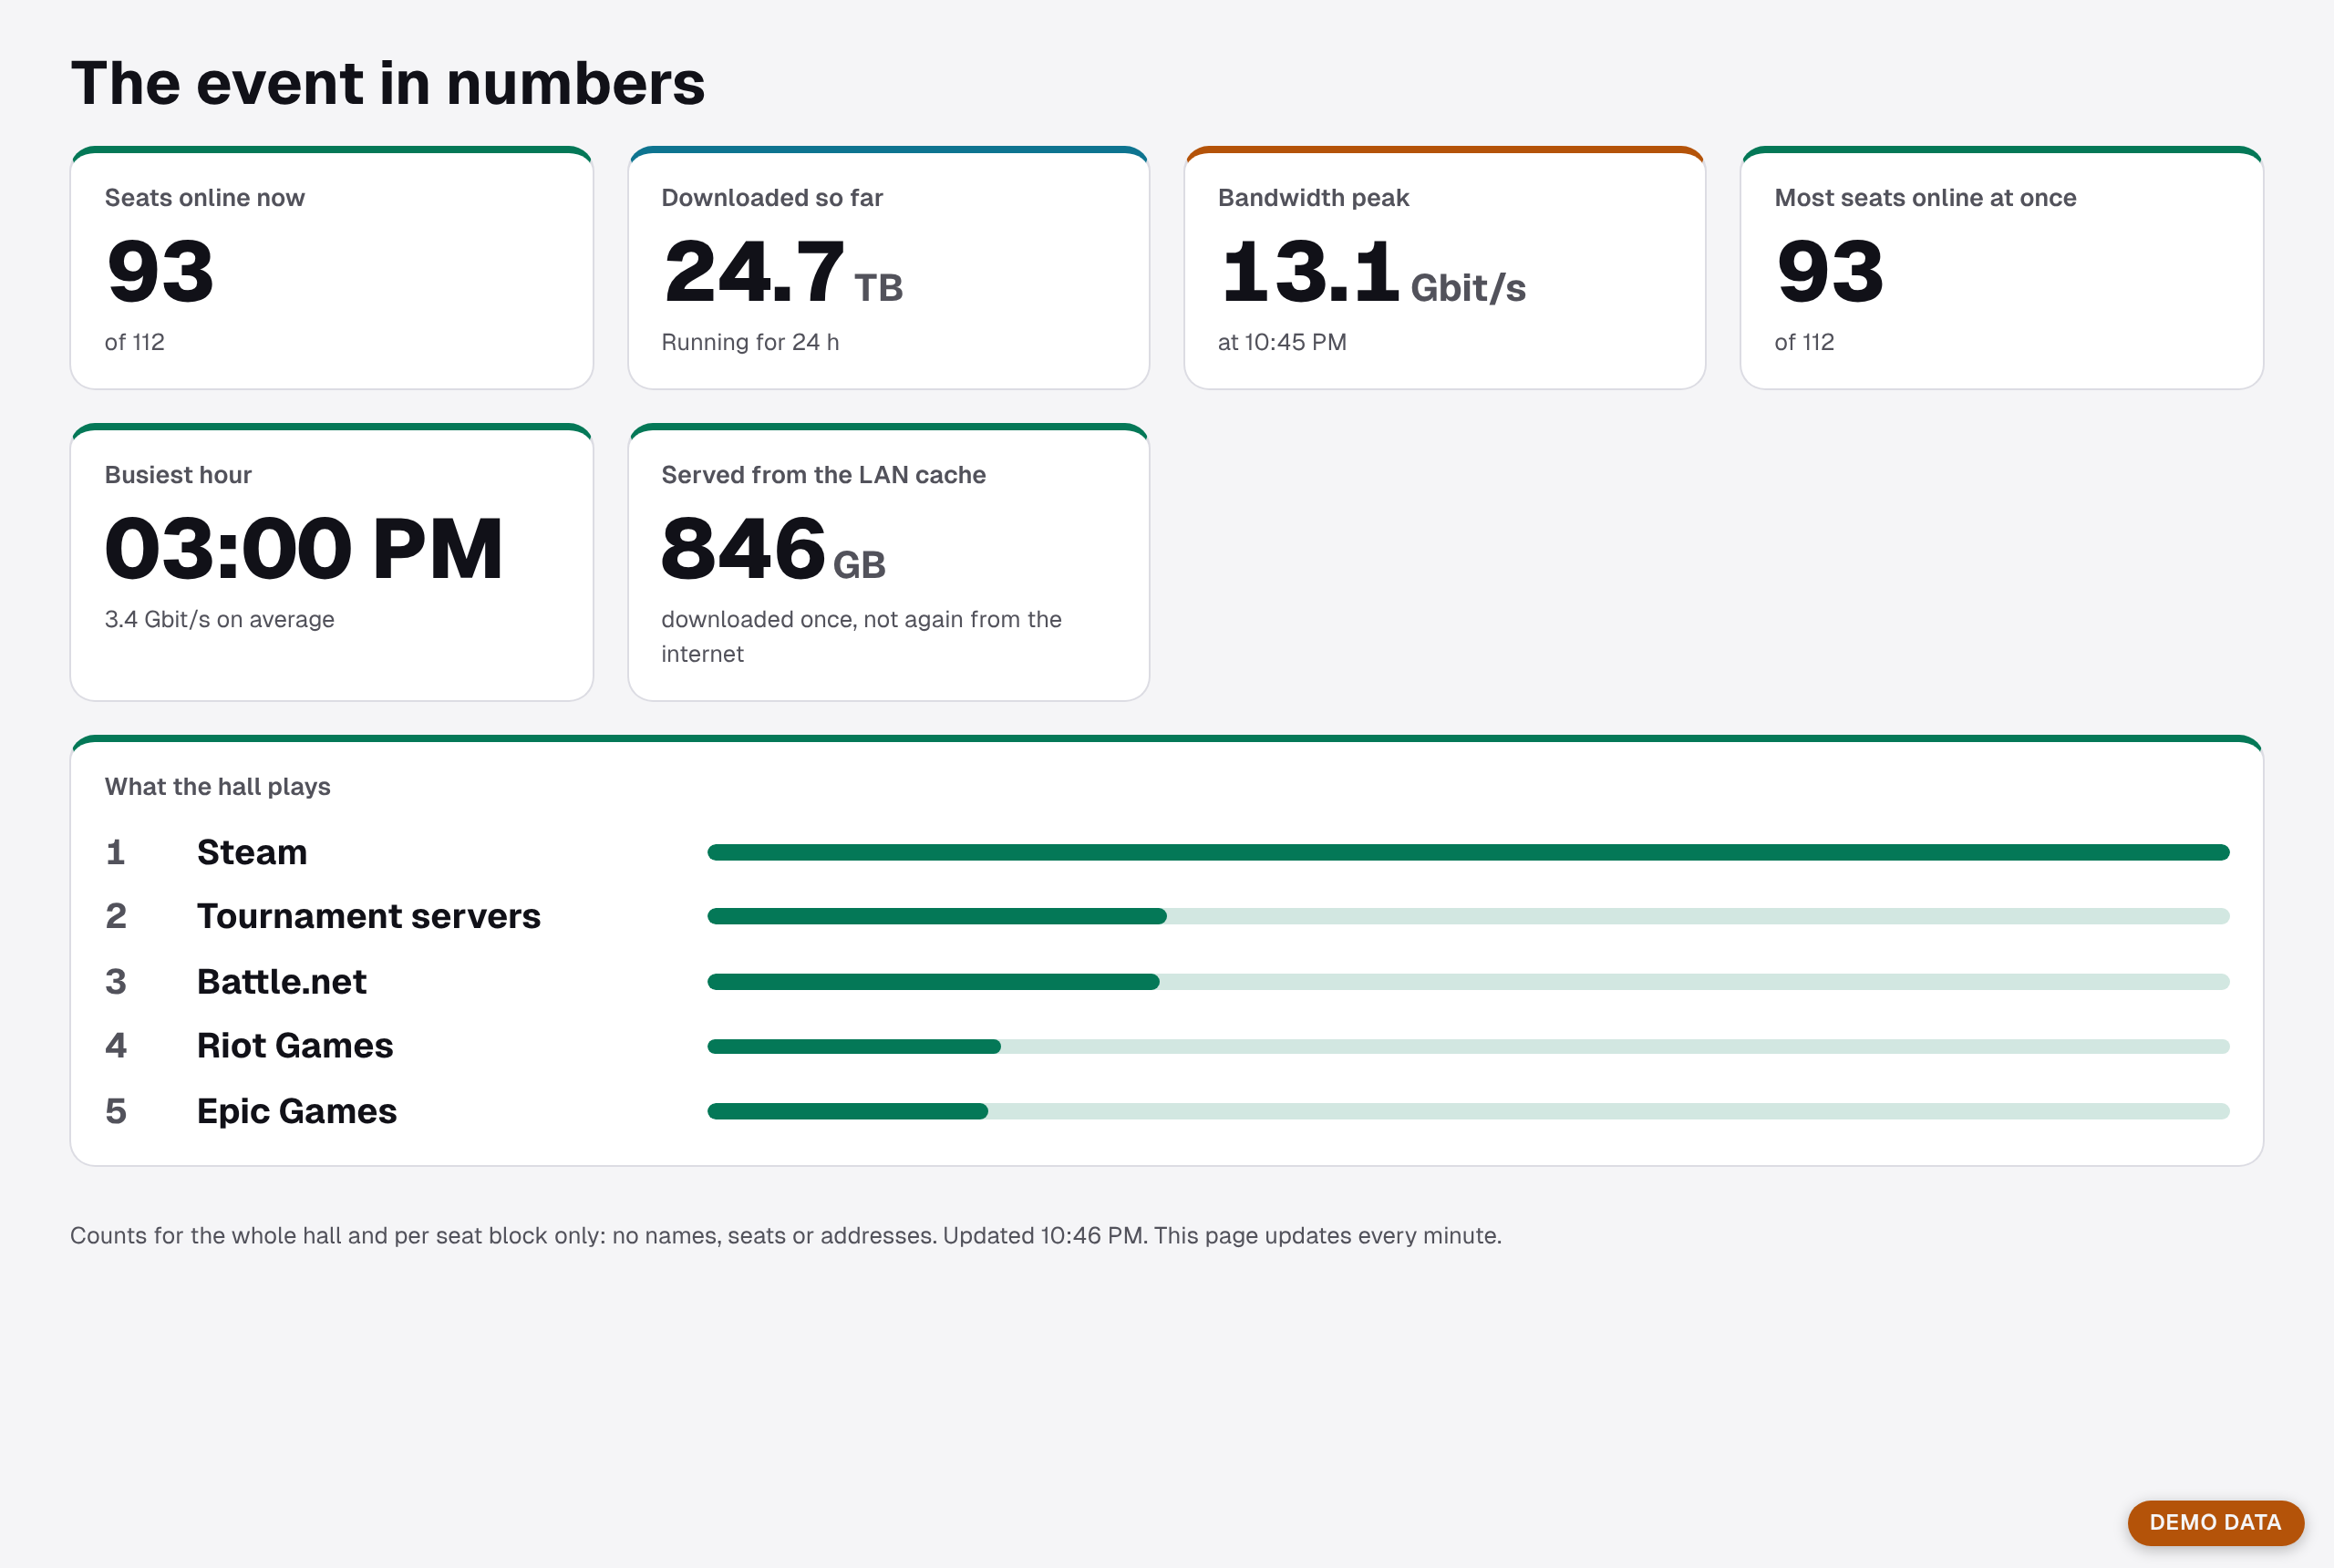 The event in numbers
Seats online now
93
of 112
Downloaded so far
24.7 TB
Running for 24 h
Bandwidth peak
13.1 Gbit/s
at 10:45 PM
Most seats online at once
93
of 112
Busiest hour
03:00 PM
3.4 Gbit/s on average
Served from the LAN cache
846 GB
downloaded once, not again from the
internet
What the hall plays
1 Steam
2 Tournament servers
3 Battle.net
4 Riot Games
5 Epic Games
Counts for the whole hall and per seat block only: no names, seats or addresses. Updated 10:46 PM. This page updates every minute.
DEMO DATA